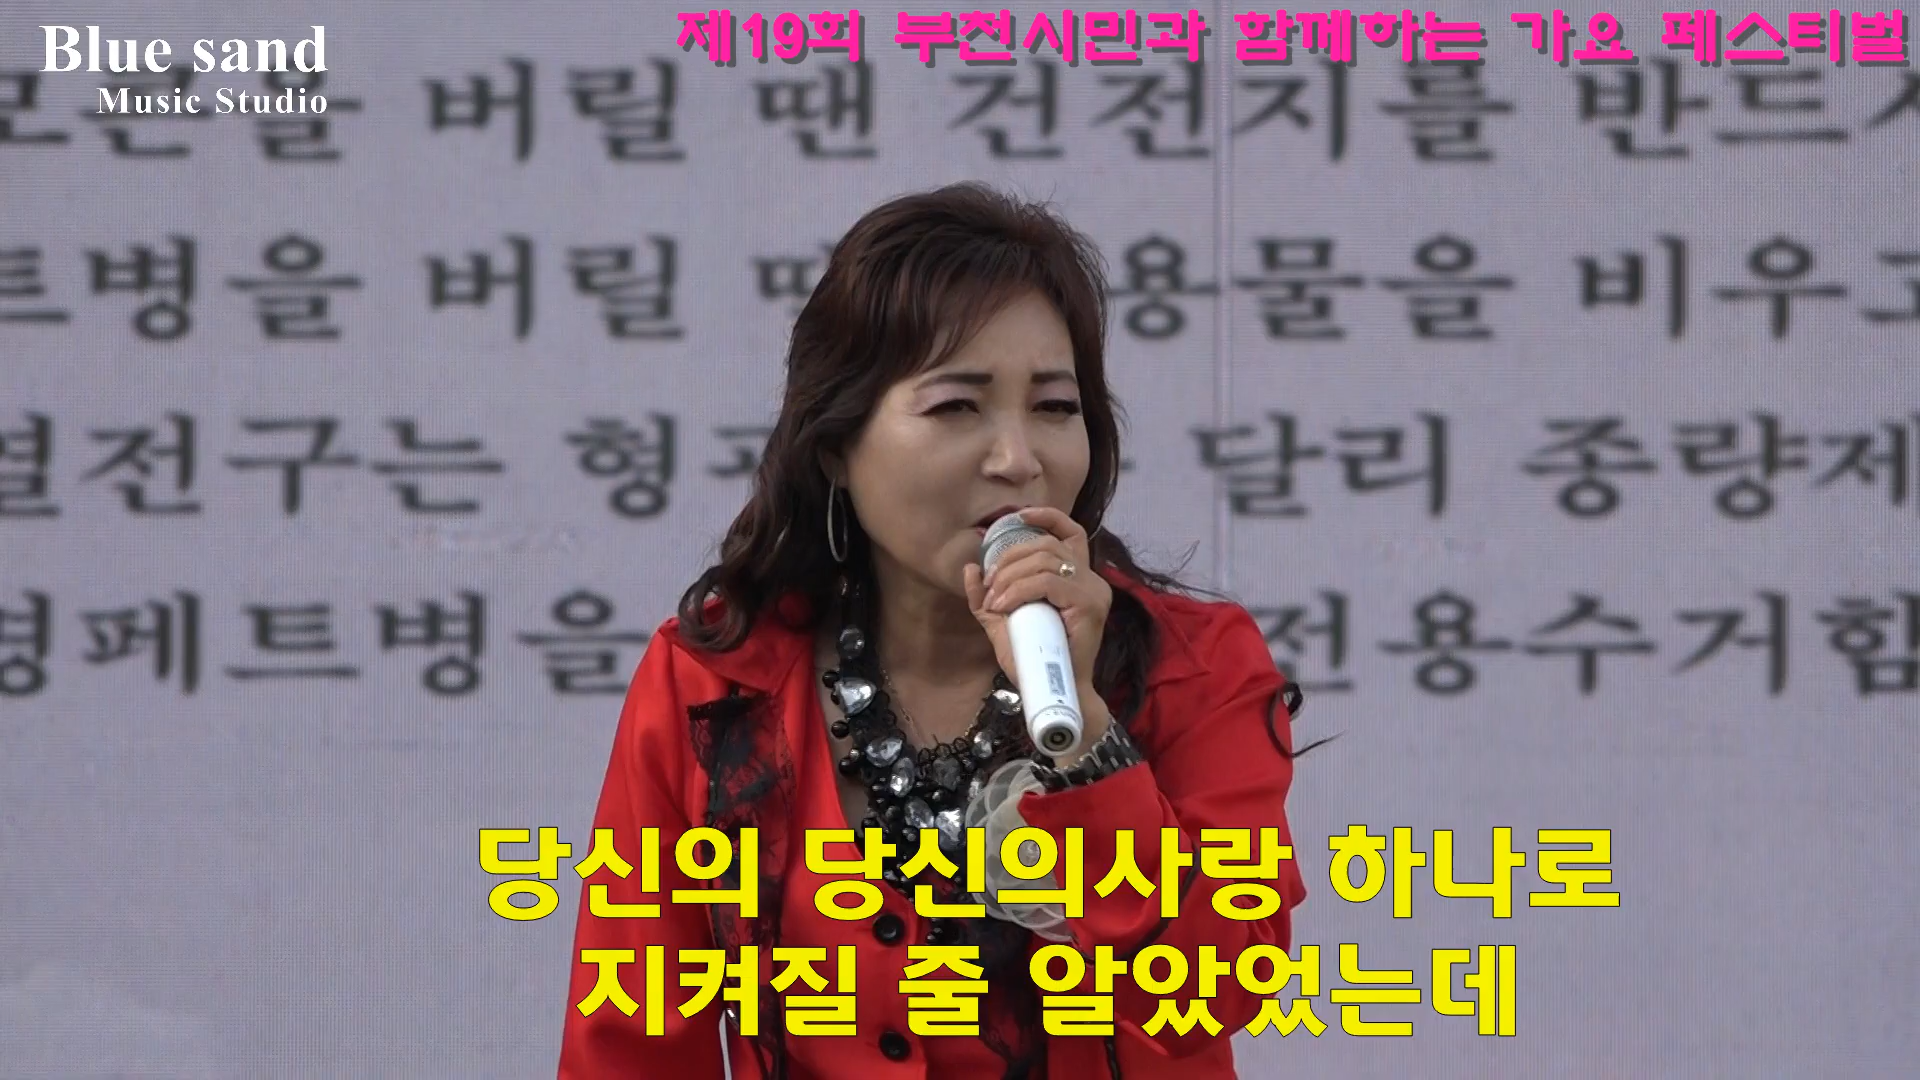 Blue sand
Music Studio
제19회 부천시민과 함께하는 가요 페스티벌
버릴 땐 건전지를 반드시
트병을 버릴 용물을 비우고
열전구는 달리 종량제
병페트병을 전용수거함
당신의 당신의사랑 하나로
지켜질 줄 알았었는데